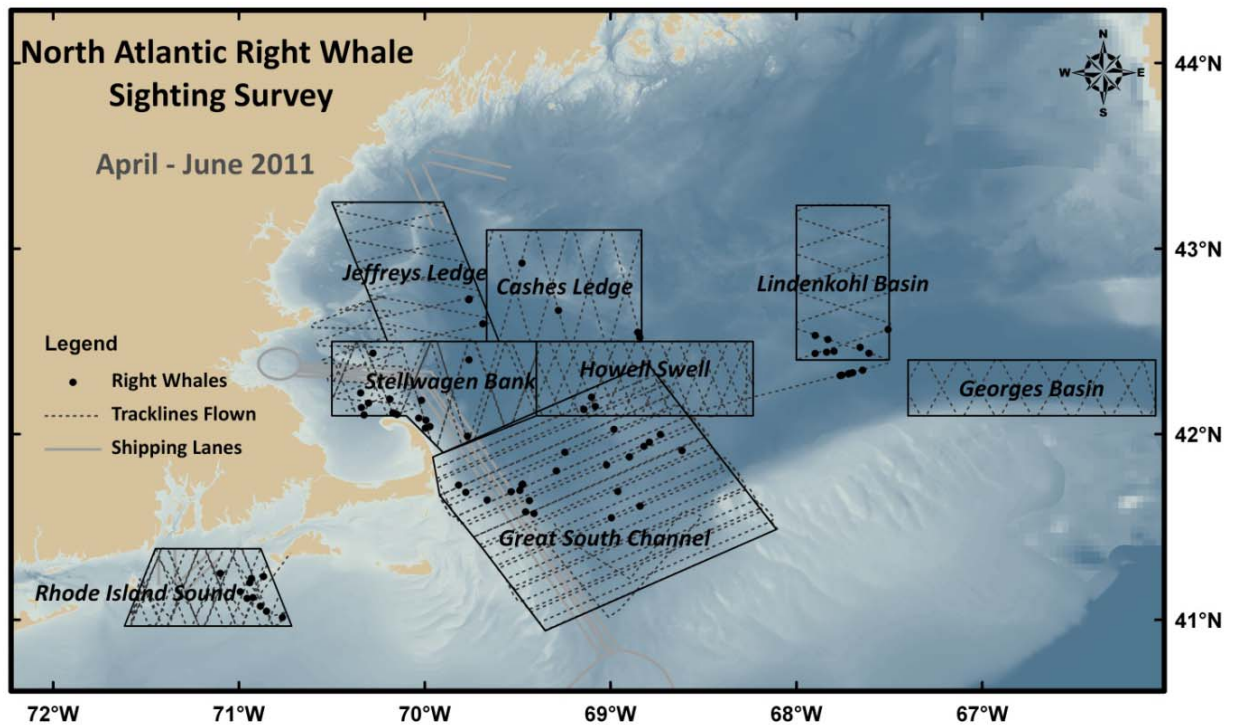 North Atlantic Right Whale
Sighting Survey
April - June 2011
N
W E
S
44°N
43°N
42°N
41°N
Jeffreys Ledge
Cashes Ledge
Lindenkohl Basin
Legend
Right Whales
Tracklines Flown
Shipping Lanes
Stellwagen Bank
Howell Swell
Georges Basin
Great South Channel
Rhode Island Sound
72°W 71°W 70°W 69°W 68°W 67°W